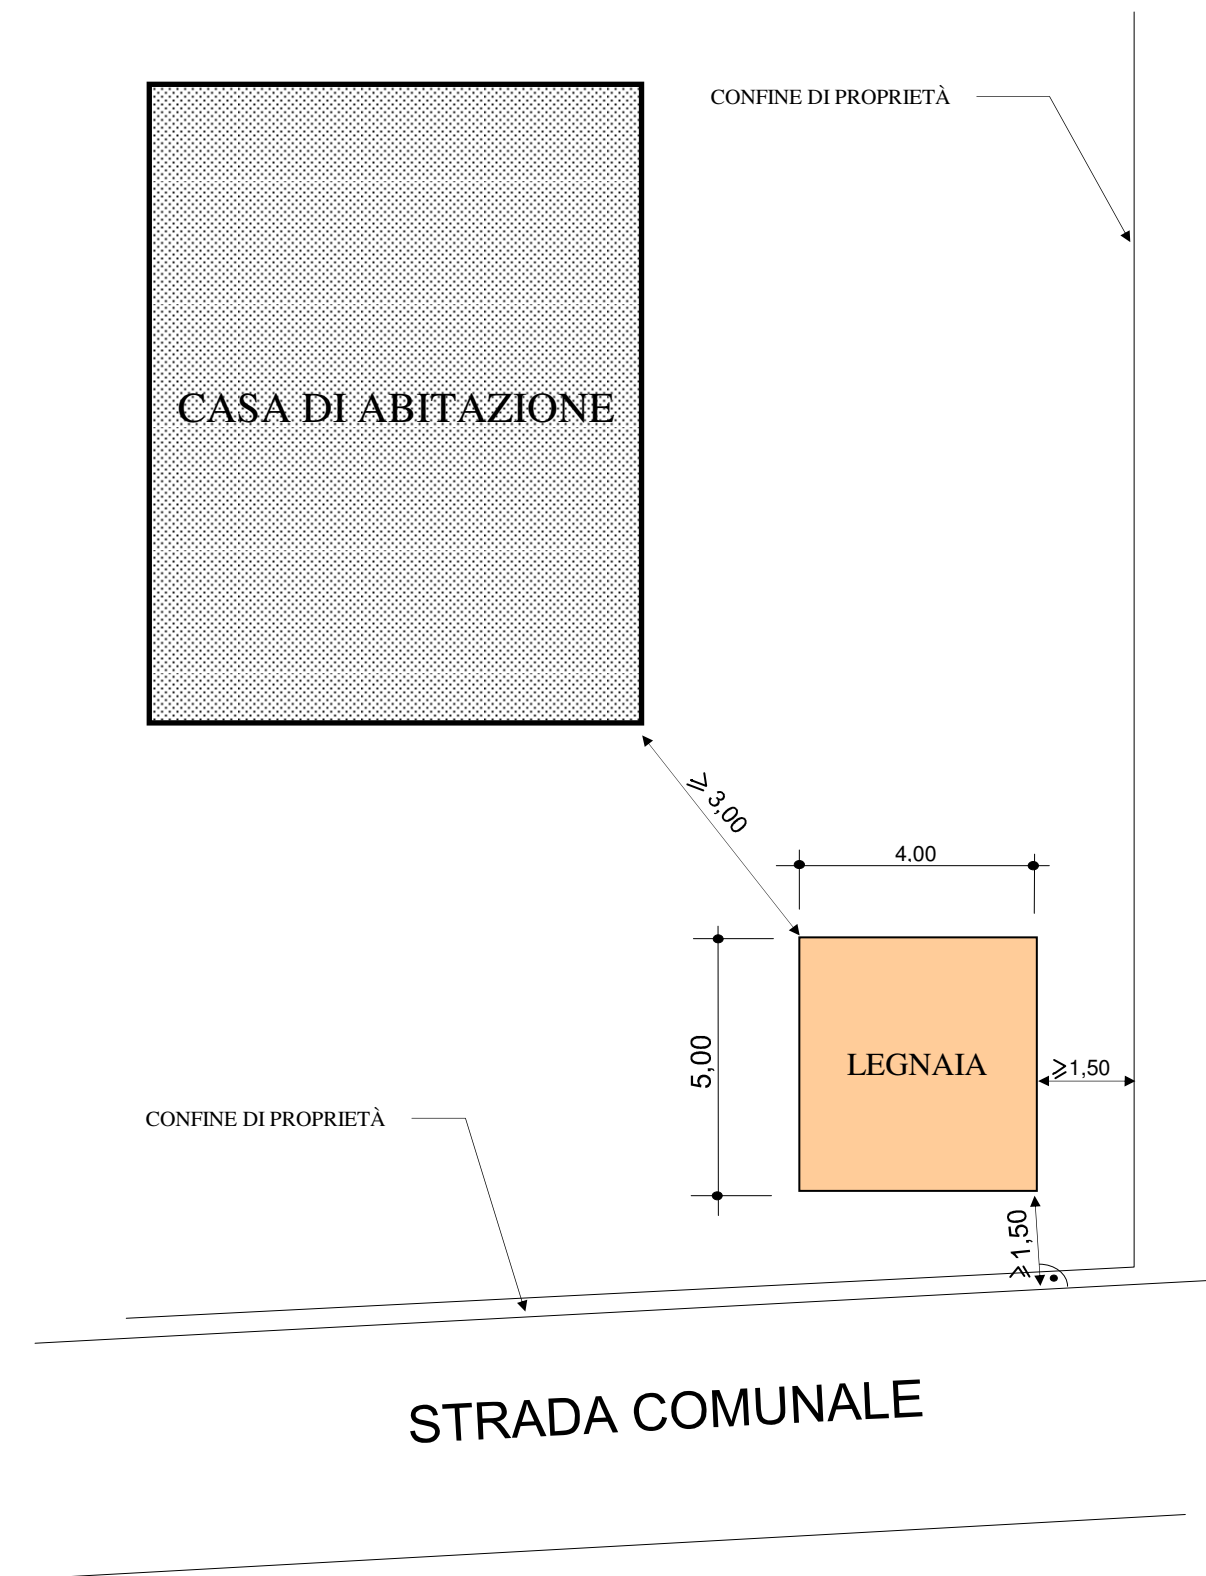 CONFINE DI PROPRIETÀ
CASA DI ABITAZIONE
⩾ 3,00
4,00
5,00
LEGNAIA
⩾1,50
CONFINE DI PROPRIETÀ
⩾ 1,50
STRADA COMUNALE